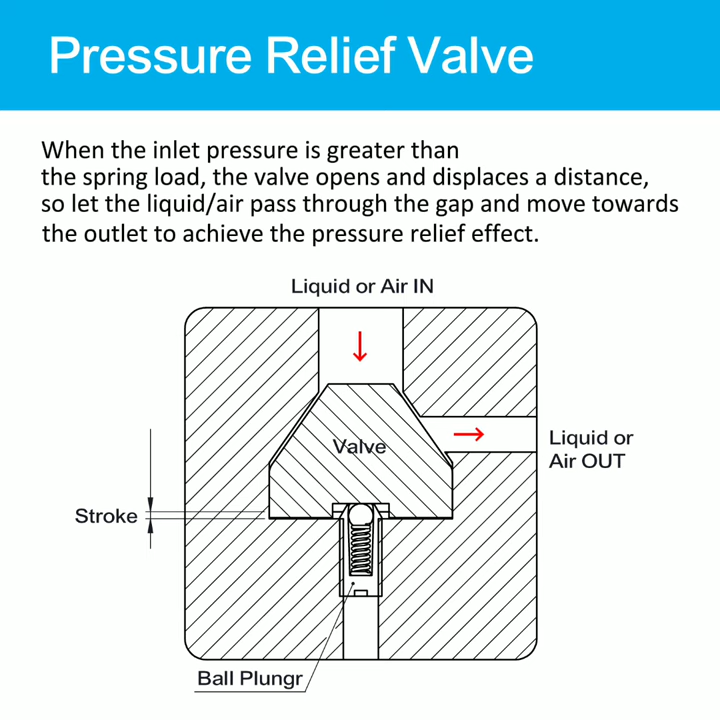 Pressure Relief Valve
When the inlet pressure is greater than
the spring load, the valve opens and displaces a distance,
so let the liquid/air pass through the gap and move towards
the outlet to achieve the pressure relief effect.
Liquid or Air IN
Valve
Liquid or
Air OUT
Stroke
Ball Plungr